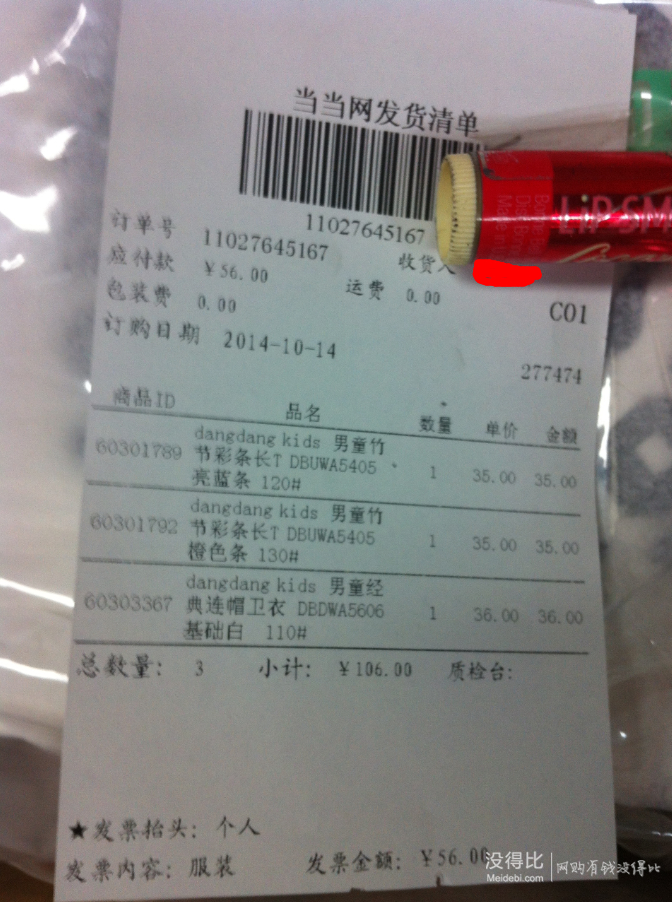 当当网发货清单
11027645167
订单号 11027645167 收货人
应付款 ￥56.00 运费 0.00
包装费 0.00 C01
订购日期 2014-10-14
277474
商品ID 品名 数量 单价 金额
60301789 dangdang kids 男童竹
节彩条长T DBUWA5405 1 35.00 35.00
亮蓝条 120#
60301792 dangdang kids 男童竹
节彩条长T DBUWA5405 1 35.00 35.00
橙色条 130#
60303367 dangdang kids 男童经
典连帽卫衣 DBDWA5606 1 36.00 36.00
基础白 110#
总数量: 3 小计: ￥106.00 质检台:
★发票抬头: 个人
发票内容: 服装 发票金额: ￥56.00
LiP SM
没得比 网购有钱没得比
Meidebi.com